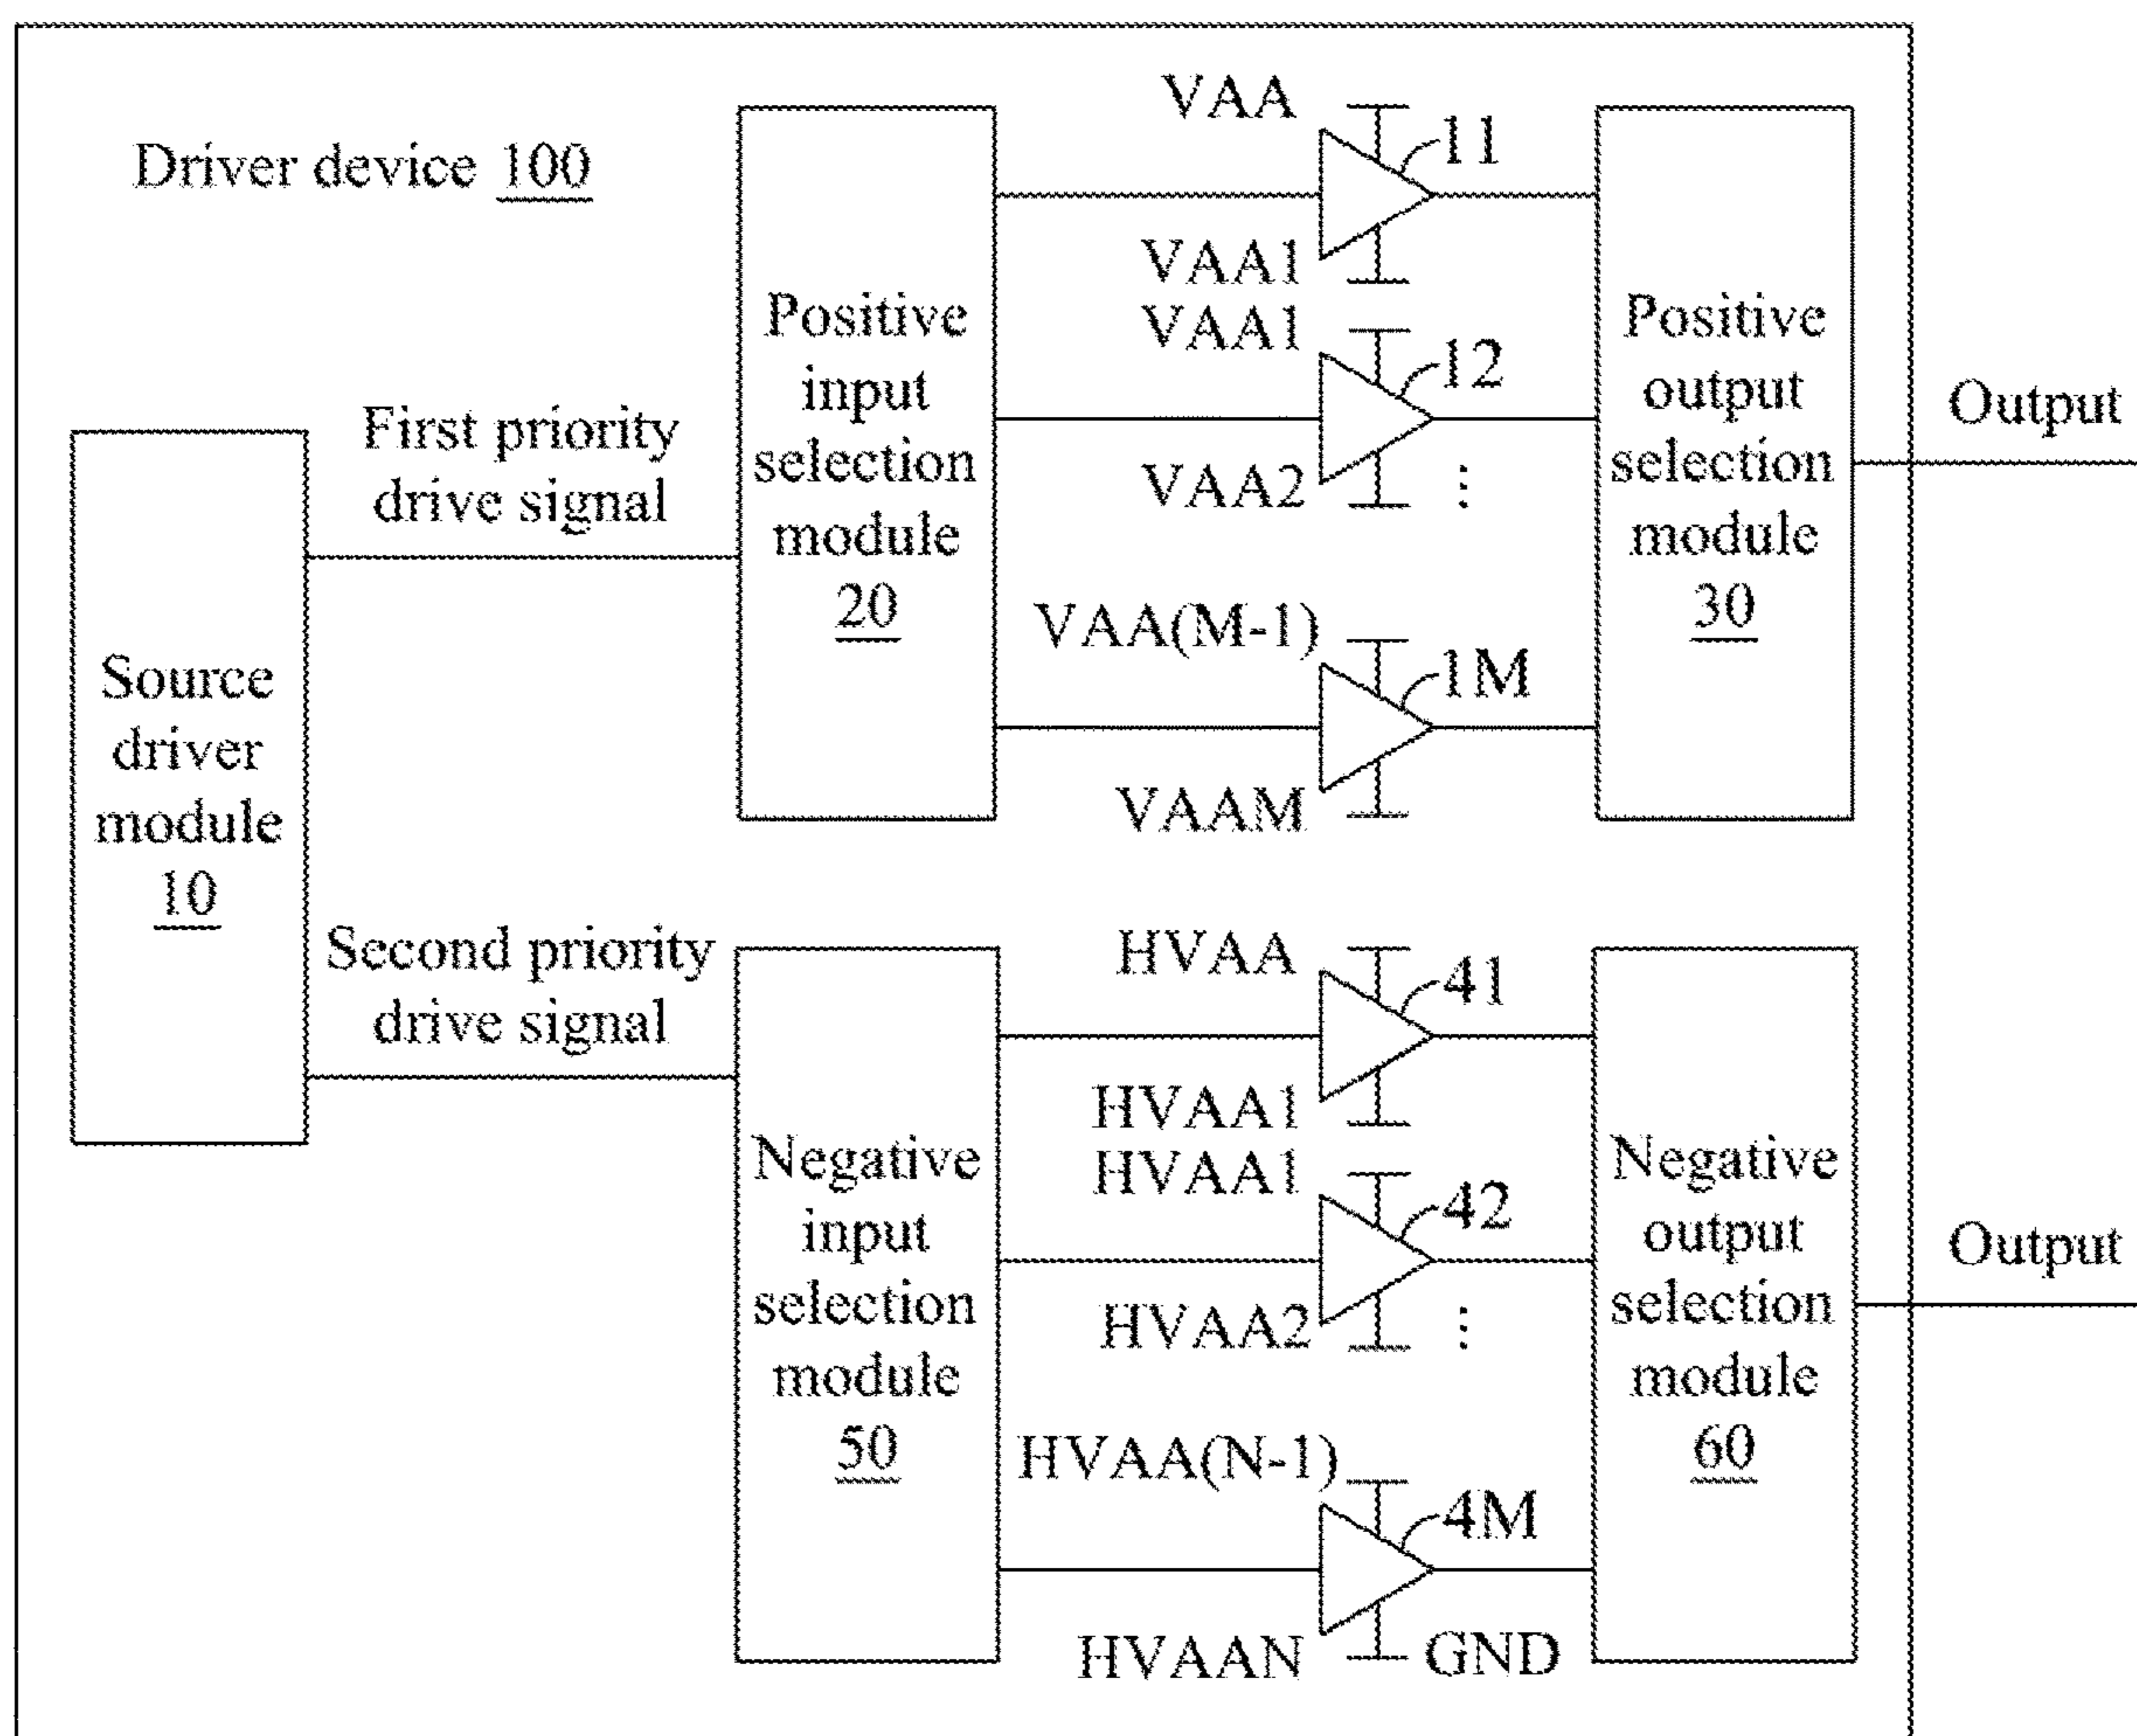 Driver device 100
Source
driver
module
10
First priority
drive signal
Second priority
drive signal
Positive
input
selection
module
20
VAA
11
VAA1
VAA1
12
VAA2
⋮
VAA(M-1)
1M
VAAM
Positive
output
selection
module
30
Output
Negative
input
selection
module
50
HVAA
41
HVAA1
HVAA1
42
HVAA2
⋮
HVAA(N-1)
4M
HVAAN
GND
Negative
output
selection
module
60
Output